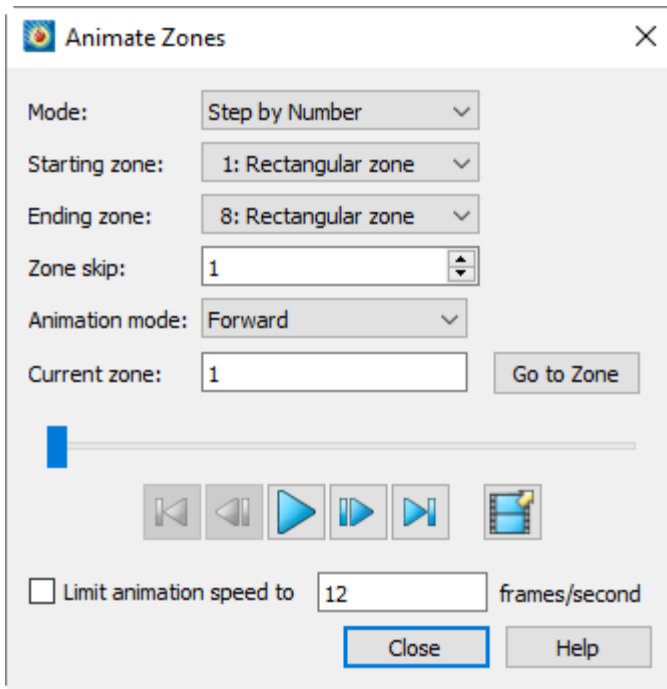 Animate Zones
Mode: Step by Number
Starting zone: 1: Rectangular zone
Ending zone: 8: Rectangular zone
Zone skip: 1
Animation mode: Forward
Current zone: 1 Go to Zone
Limit animation speed to 12 frames/second
Close Help